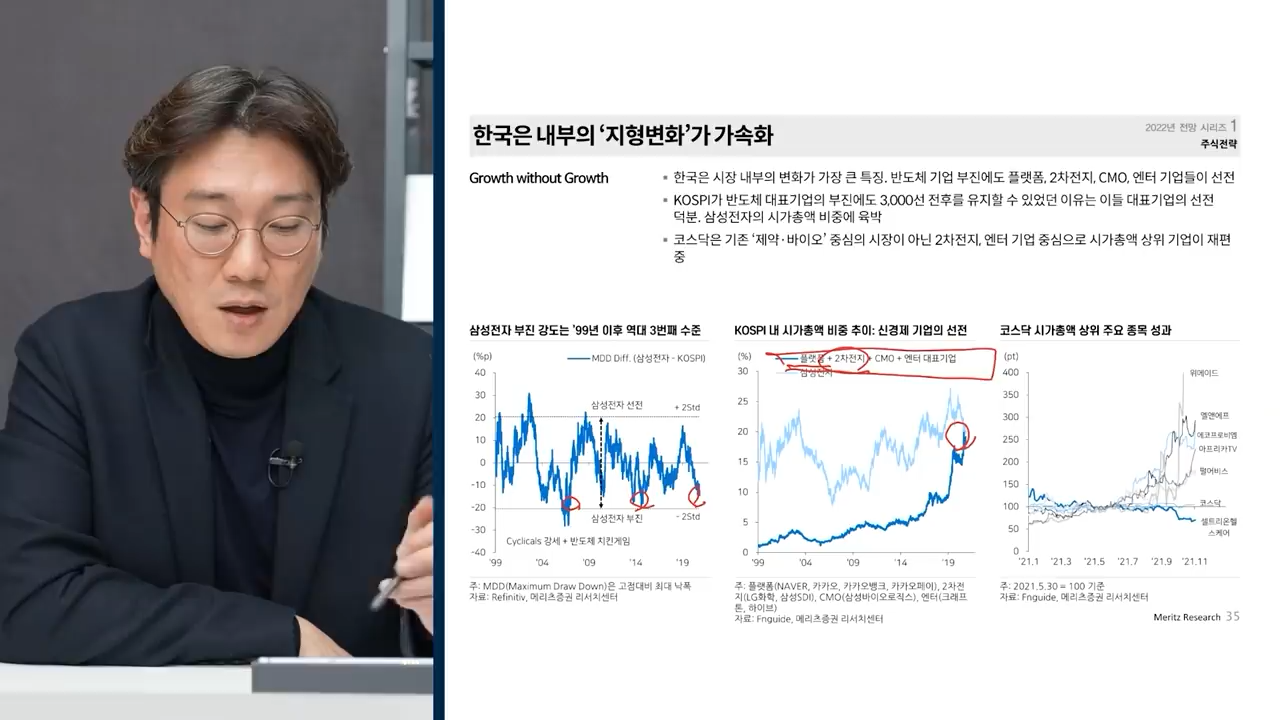 한국은 내부의 ‘지형변화’가 가속화
2022년 전망 시리즈 1
주식전략
Growth without Growth
▪ 한국은 시장 내부의 변화가 가장 큰 특징. 반도체 기업 부진에도 플랫폼, 2차전지, CMO, 엔터 기업들이 선전
▪ KOSPI가 반도체 대표기업의 부진에도 3,000선 전후를 유지할 수 있었던 이유는 이들 대표기업의 선전
덕분. 삼성전자의 시가총액 비중에 육박
▪ 코스닥은 기존 ‘제약·바이오’ 중심의 시장이 아닌 2차전지, 엔터 기업 중심으로 시가총액 상위 기업이 재편
중
삼성전자 부진 강도는 ’99년 이후 역대 3번째 수준
(%p)
MDD Diff. (삼성전자 - KOSPI)
40
30
20
10
0
-10
-20
-30
-40
삼성전자 선전
+ 2Std
삼성전자 부진
- 2Std
Cyclicals 강세 + 반도체 치킨게임
'99
'04
'09
'14
'19
주: MDD(Maximum Draw Down)은 고점대비 최대 낙폭
자료: Refinitiv, 메리츠증권 리서치센터
KOSPI 내 시가총액 비중 추이: 신경제 기업의 선전
(%)
플랫폼 + 2차전지 + CMO + 엔터 대표기업
삼성전자
30
25
20
15
10
5
0
'99
'04
'09
'14
'19
주: 플랫폼(NAVER, 카카오, 카카오뱅크, 카카오페이), 2차전
지(LG화학, 삼성SDI), CMO(삼성바이오로직스), 엔터(크래프
톤, 하이브)
자료: Fnguide, 메리츠증권 리서치센터
코스닥 시가총액 상위 주요 종목 성과
(pt)
400
350
300
250
200
150
100
50
0
위메이드
엘앤에프
에코프로비엠
아프리카TV
펄어비스
코스닥
셀트리온헬
스케어
'21.1
'21.3
'21.5
'21.7
'21.9
'21.11
주: 2021.5.30 = 100 기준
자료: Fnguide, 메리츠증권 리서치센터
Meritz Research 35